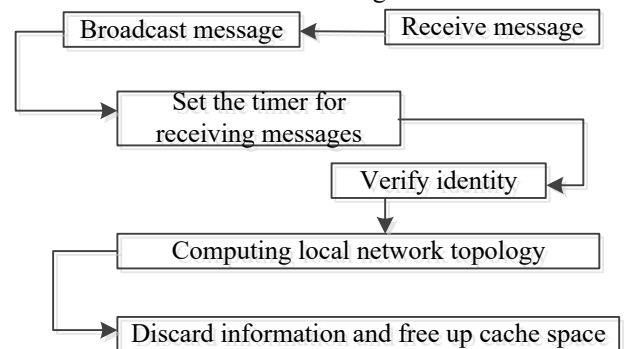 Broadcast message
Receive message
Set the timer for
receiving messages
Verify identity
Computing local network topology
Discard information and free up cache space